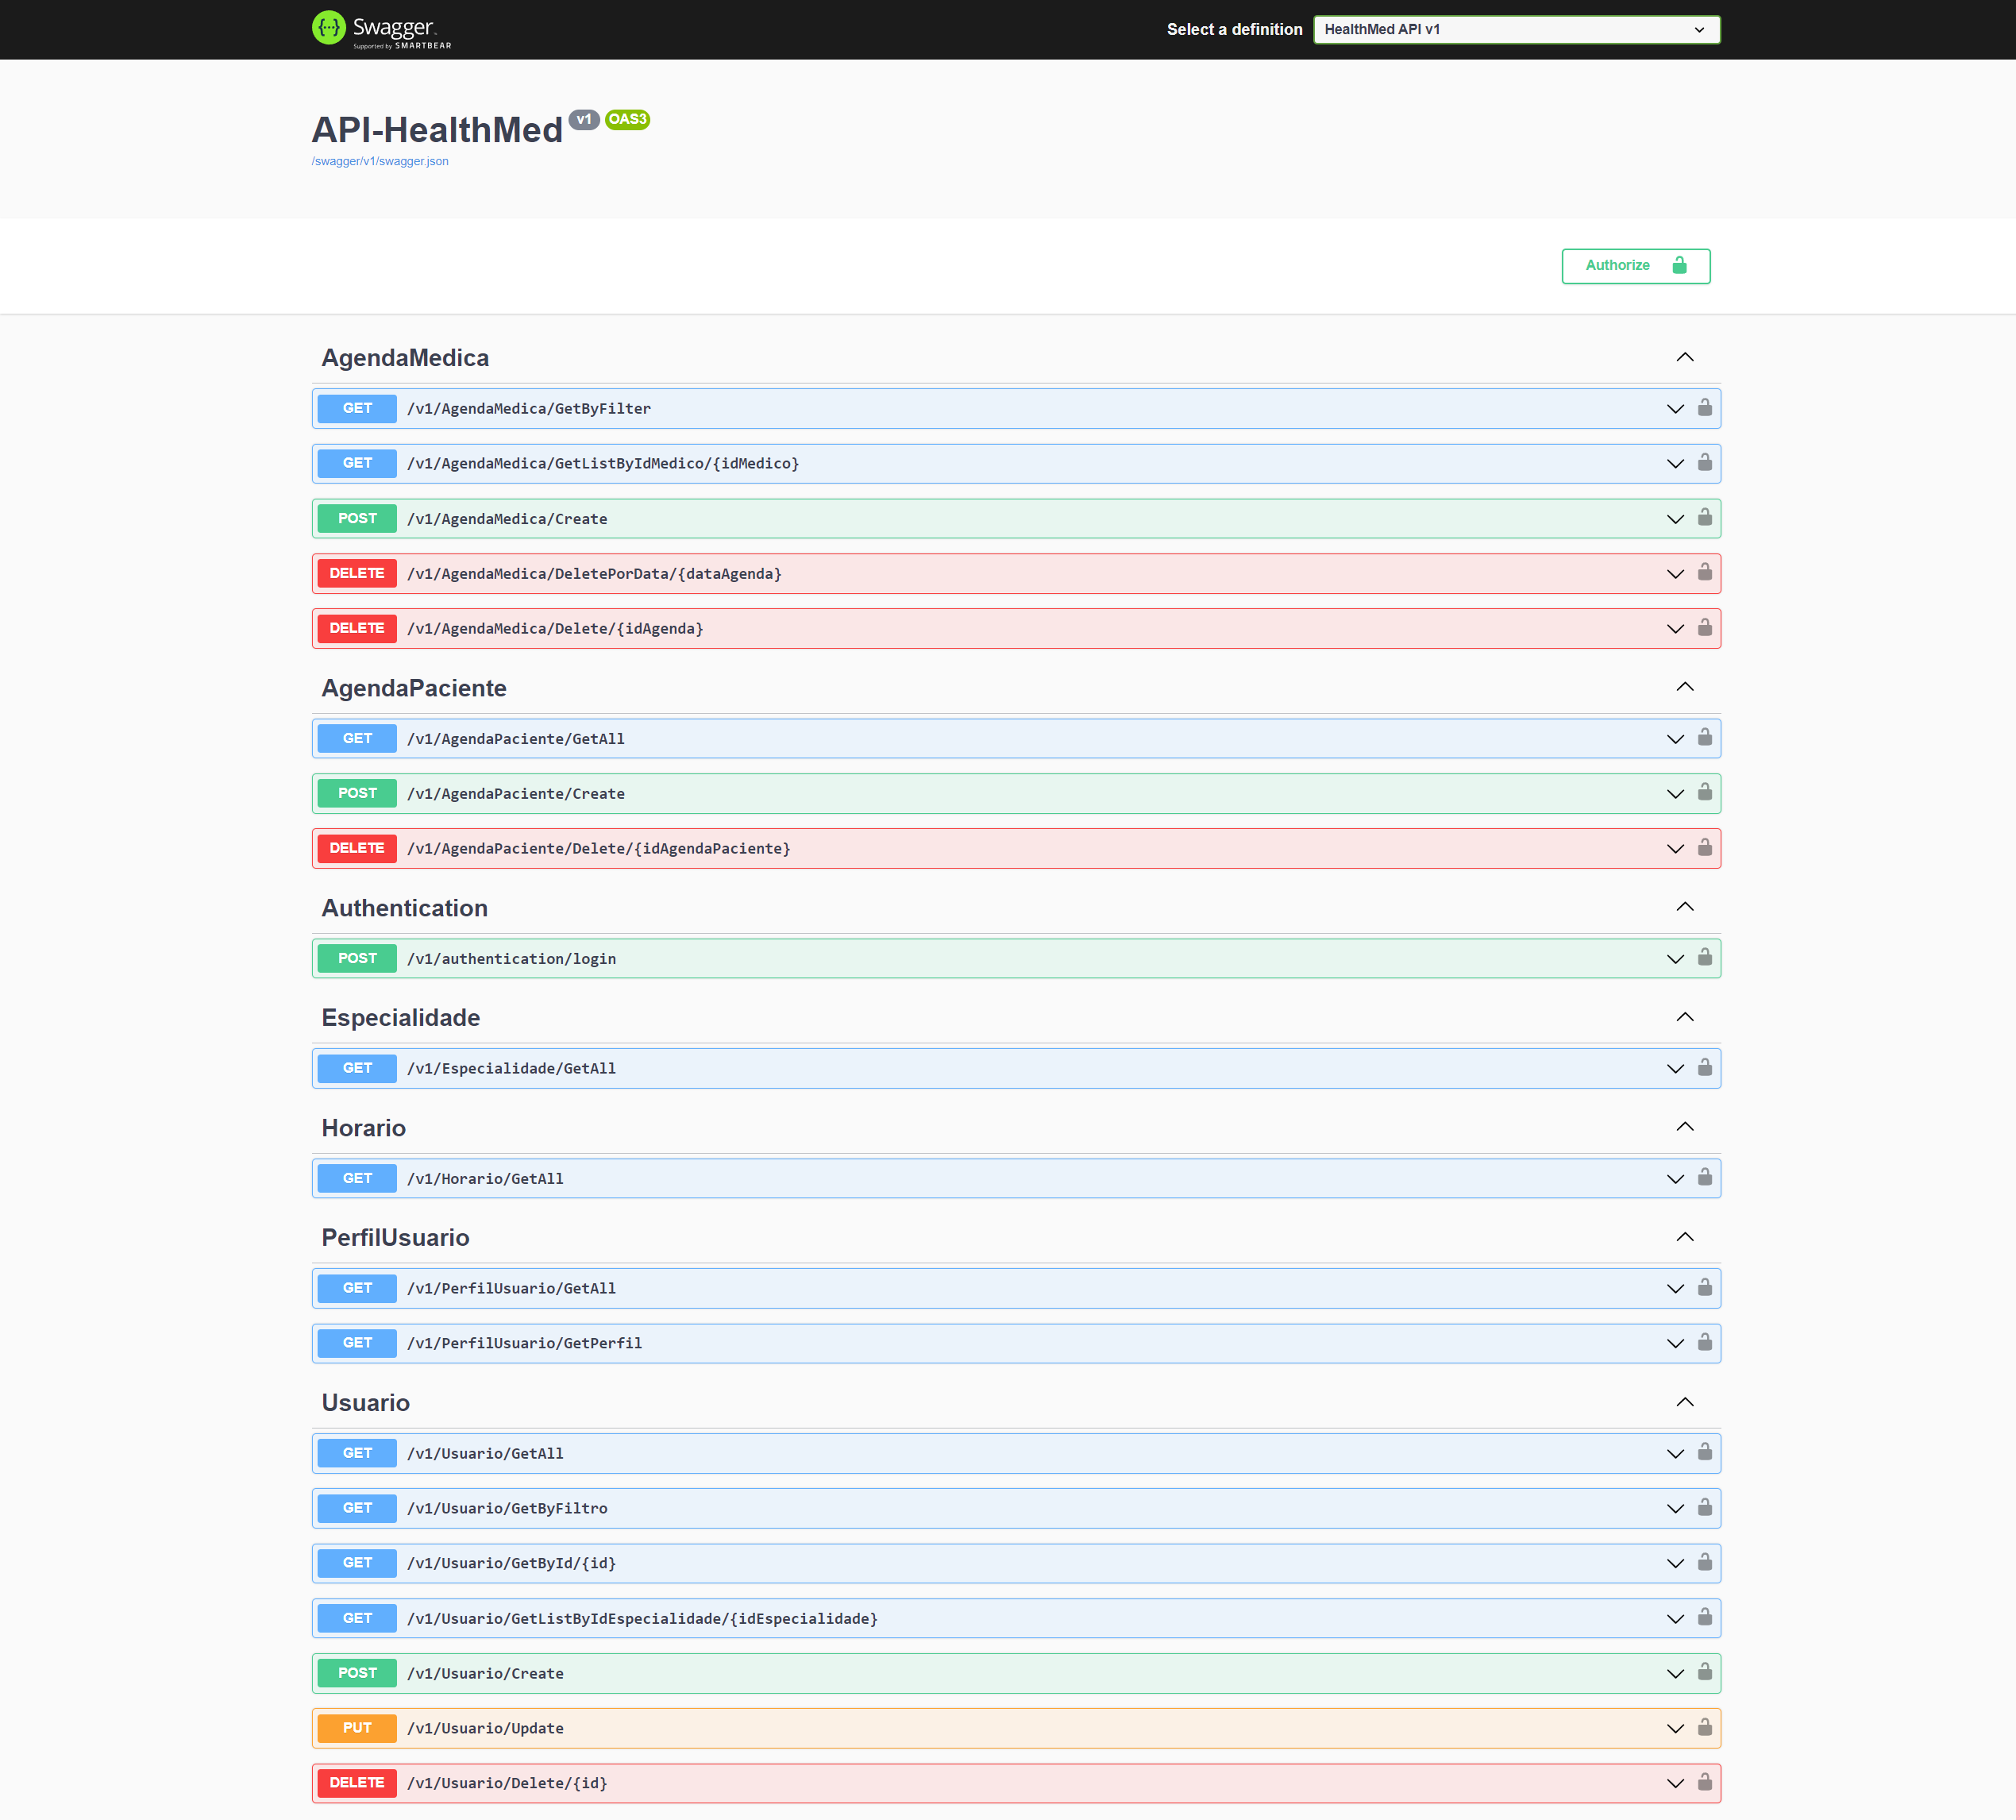 Swagger
Supported by SMARTBEAR
Select a definition
HealthMed API v1
API-HealthMed v1 OAS3
/swagger/v1/swagger.json
Authorize
AgendaMedica
GET /v1/AgendaMedica/GetByFilter
GET /v1/AgendaMedica/GetListByIdMedico/{idMedico}
POST /v1/AgendaMedica/Create
DELETE /v1/AgendaMedica/DeletePorData/{dataAgenda}
DELETE /v1/AgendaMedica/Delete/{idAgenda}
AgendaPaciente
GET /v1/AgendaPaciente/GetAll
POST /v1/AgendaPaciente/Create
DELETE /v1/AgendaPaciente/Delete/{idAgendaPaciente}
Authentication
POST /v1/authentication/login
Especialidade
GET /v1/Especialidade/GetAll
Horario
GET /v1/Horario/GetAll
PerfilUsuario
GET /v1/PerfilUsuario/GetAll
GET /v1/PerfilUsuario/GetPerfil
Usuario
GET /v1/Usuario/GetAll
GET /v1/Usuario/GetByFiltro
GET /v1/Usuario/GetById/{id}
GET /v1/Usuario/GetListByIdEspecialidade/{idEspecialidade}
POST /v1/Usuario/Create
PUT /v1/Usuario/Update
DELETE /v1/Usuario/Delete/{id}